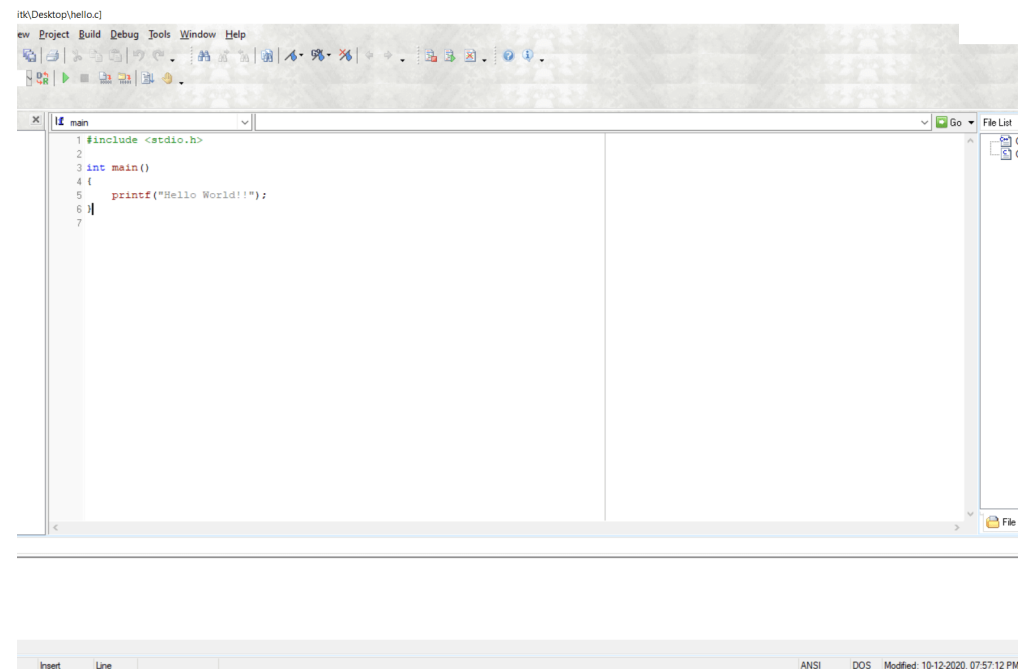 itk\Desktop\hello.c]
ew Project Build Debug Tools Window Help
main
Go
File List
1 #include <stdio.h>
2
3 int main()
4 {
5 printf("Hello World!!");
6 }
7
File
Insert Line ANSI DOS Modified: 10-12-2020, 07:57:12 PM